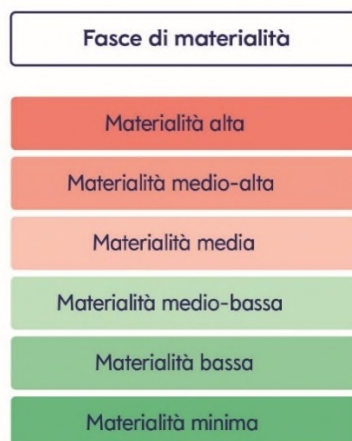 Fasce di materialità
Materialità alta
Materialità medio-alta
Materialità media
Materialità medio-bassa
Materialità bassa
Materialità minima